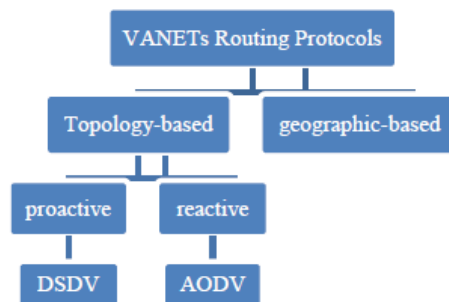 VANETs Routing Protocols
Topology-based
geographic-based
proactive
reactive
DSDV
AODV